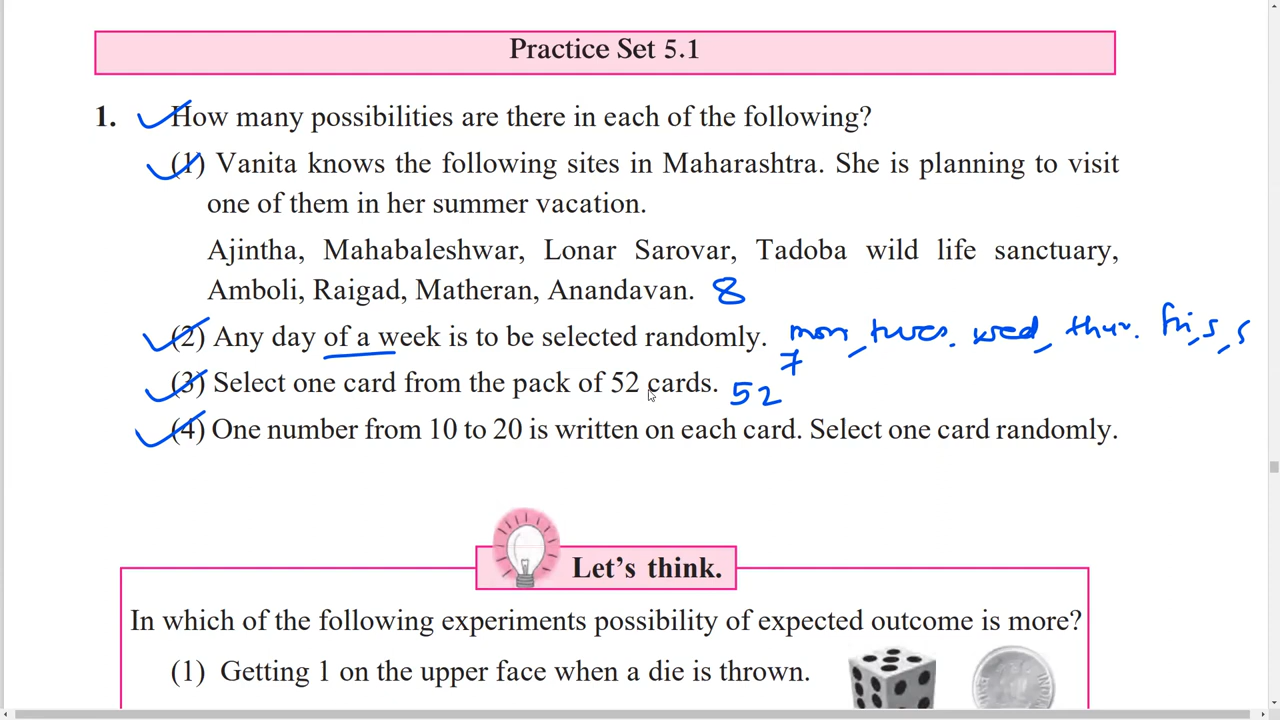 Practice Set 5.1
1. How many possibilities are there in each of the following?
(1) Vanita knows the following sites in Maharashtra. She is planning to visit
one of them in her summer vacation.
Ajintha, Mahabaleshwar, Lonar Sarovar, Tadoba wild life sanctuary,
Amboli, Raigad, Matheran, Anandavan. 8
(2) Any day of a week is to be selected randomly. mon, tues. wed, thur. fri, s, s
7
(3) Select one card from the pack of 52 cards. 52
(4) One number from 10 to 20 is written on each card. Select one card randomly.
Let's think.
In which of the following experiments possibility of expected outcome is more?
(1) Getting 1 on the upper face when a die is thrown.